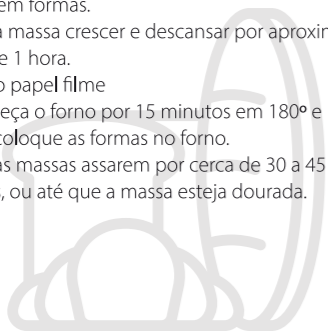 em formas.
a massa crescer e descansar por
e 1 hora.
o papel filme
eça o forno por 15 minutos em 180º e
coloque as formas no forno.
as massas assarem por cerca de 30 a 45
s, ou até que a massa esteja dourada.